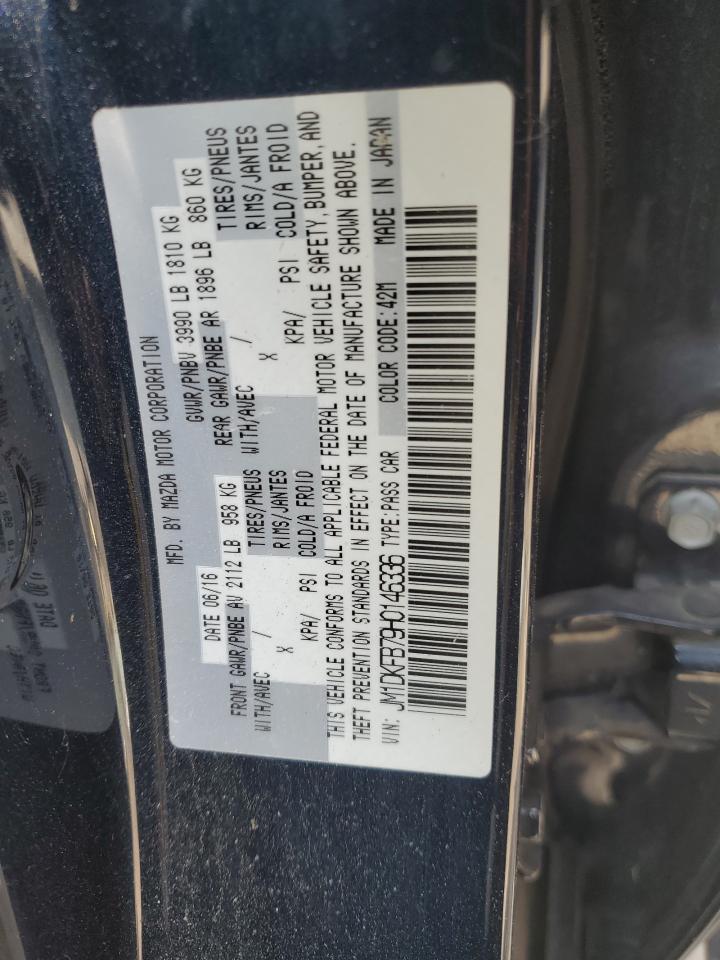 MFD. BY MAZDA MOTOR CORPORATION
DATE 06/16 GVWR/PNBV 3990 LB 1810 KG
FRONT GAWR/PNBE AV 2112 LB 958 KG REAR GAWR/PNBE AR 1896 LB 860 KG
WITH/AVEC / TIRES/PNEUS WITH/AVEC / TIRES/PNEUS
X RIMS/JANTES X RIMS/JANTES
KPA/ PSI COLD/A FROID KPA/ PSI COLD/A FROID
THIS VEHICLE CONFORMS TO ALL APPLICABLE FEDERAL MOTOR VEHICLE SAFETY, BUMPER, AND
THEFT PREVENTION STANDARDS IN EFFECT ON THE DATE OF MANUFACTURE SHOWN ABOVE.
VIN: JM1DKFB79H0146336 TYPE:PASS CAR COLOR CODE:42M MADE IN JAPAN